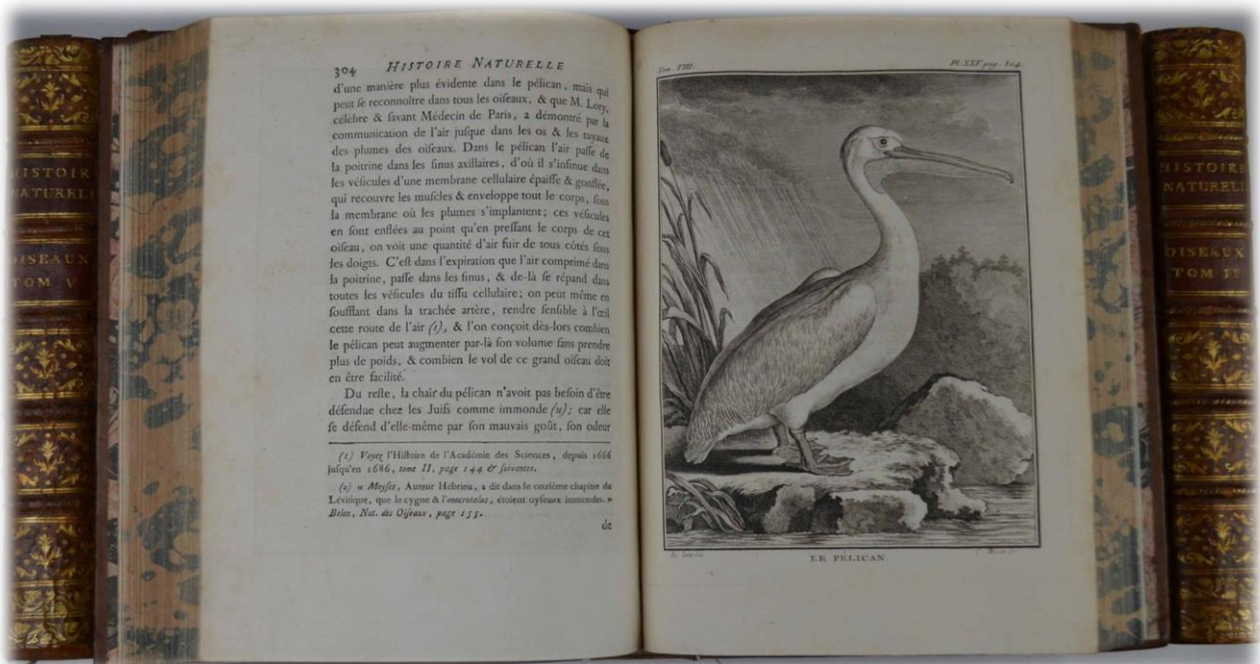 HISTOIR
NATURELL
OISEAUX
TOM V
304 HISTOIRE NATURELLE
d'une manière plus évidente dans le pélican, mais qui
peut ſe reconnoître dans tous les oiſeaux, & que M. Lory,
célèbre & ſavant Médecin de Paris, a démontré par la
communication de l'air juſque dans les os & les tuyaux
des plumes des oiſeaux. Dans le pélican l'air paſſe de
la poitrine dans les ſinus axillaires, d'où il s'inſinue dans
les véſicules d'une membrane cellulaire épaiſſe & gonflée,
qui recouvre les muſcles & enveloppe tout le corps, ſous
la membrane où les plumes s'implantent; ces véſicules
en ſont enflées au point qu'en preſſant le corps de cet
oiſeau, on voit une quantité d'air fuir de tous côtés ſous
les doigts. C'eſt dans l'expiration que l'air comprimé dans
la poitrine, paſſe dans les ſinus, & de-là ſe répand dans
toutes les véſicules du tiſſu cellulaire; on peut même en
ſoufflant dans la trachée artère, rendre ſenſible à l'œil
cette route de l'air (t), & l'on conçoit dès-lors combien
le pélican peut augmenter par-là ſon volume ſans prendre
plus de poids, & combien le vol de ce grand oiſeau doit
en être facilité.
Du reſte, la chair du pélican n'avoit pas beſoin d'être
défendue chez les Juifs comme immonde (u); car elle
ſe défend d'elle-même par ſon mauvais goût, ſon odeur
(t) Voyez l'Hiſtoire de l'Académie des Sciences, depuis 1666
juſqu'en 1686, tome II, page 144 & ſuivantes.
(u) « Moyſes, Auteur Hébrieu, a dit dans le onzième chapitre du
Lévitique, que le cygne & l'onocrotalus, étoient oyſeaux immondes. »
Belon, Nat. des Oiſeaux, page 155.
de
Tom. VIII.
Pl. XXV. pag. 304.
LE PÉLICAN
HISTOIRE
NATURELL
OISEAUX
TOM II